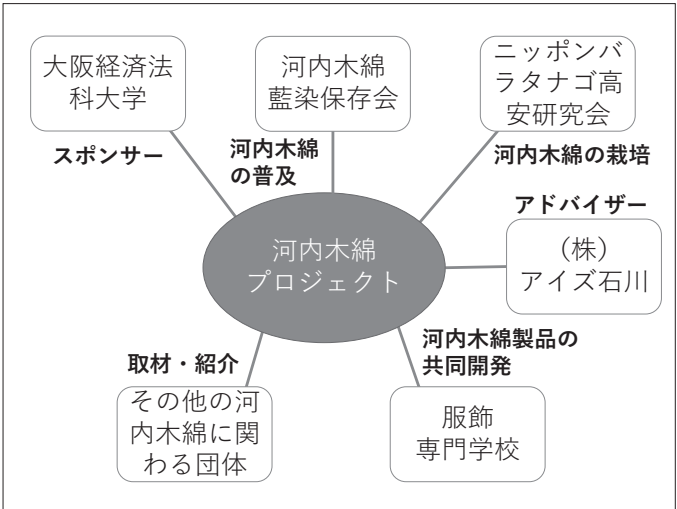 大阪経済法
科大学
河内木綿
藍染保存会
ニッポンバ
ラタナゴ高
安研究会
スポンサー
河内木綿
の普及
河内木綿の栽培
アドバイザー
（株）
アイズ石川
河内木綿
プロジェクト
取材・紹介
河内木綿製品の
共同開発
その他の河
内木綿に関
わる団体
服飾
専門学校